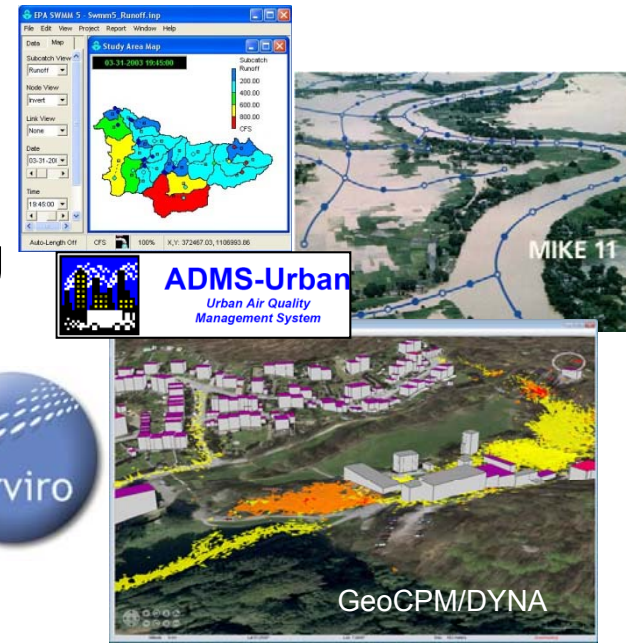 EPA SWMM 5 - Swmm5_Runoff.inp
File Edit View Project Report Window Help
Data Map
Subcatch View
Runoff
Node View
Invert
Link View
None
Date
03-31-200
Time
19:45:00
Study Area Map
03-31-2003 19:45:00
Subcatch
Runoff
200.00
400.00
600.00
800.00
CFS
Auto-Length Off CFS 100% X,Y: 372467.03, 1106993.86
MIKE 11
ADMS-Urban
Urban Air Quality
Management System
viro
GeoCPM/DYNA